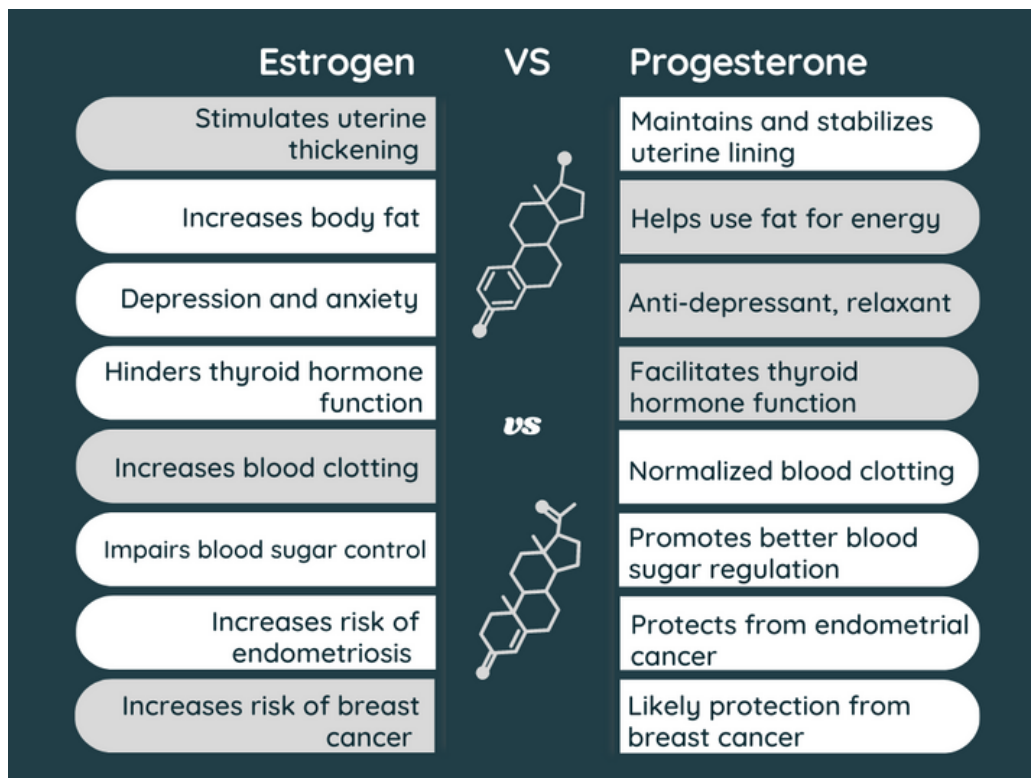 Estrogen VS Progesterone
Stimulates uterine
thickening
Maintains and stabilizes
uterine lining
Increases body fat
Helps use fat for energy
Depression and anxiety
Anti-depressant, relaxant
Hinders thyroid hormone
function
Facilitates thyroid
hormone function
vs
Increases blood clotting
Normalized blood clotting
Impairs blood sugar control
Promotes better blood
sugar regulation
Increases risk of
endometriosis
Protects from endometrial
cancer
Increases risk of breast
cancer
Likely protection from
breast cancer